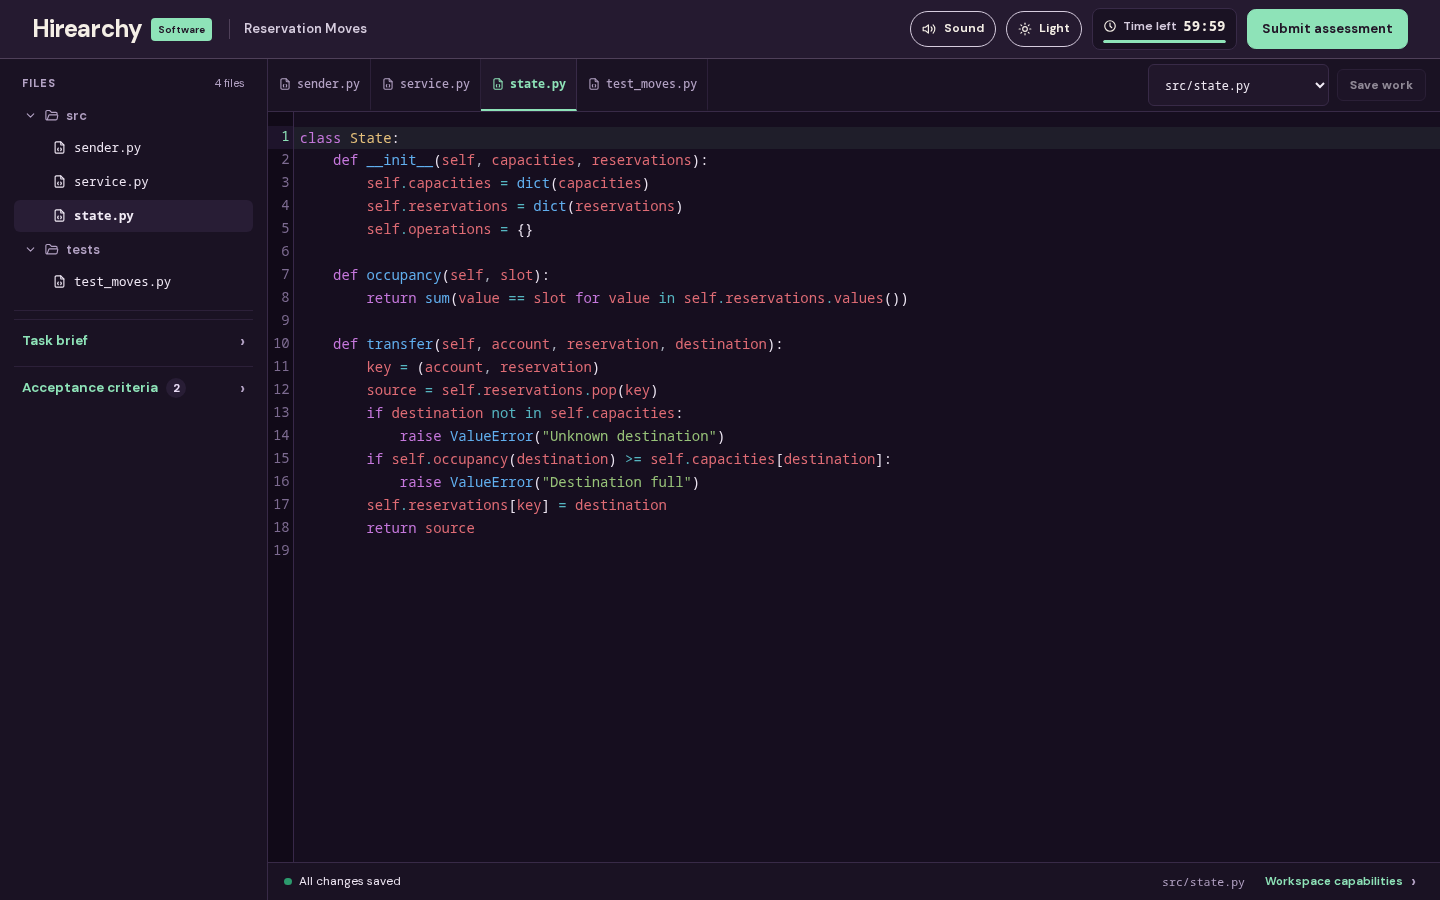 Hirearchy Software Reservation Moves Sound Light Time left 59:59 Submit assessment
FILES 4 files
src
sender.py
service.py
state.py
tests
test_moves.py
Task brief ›
Acceptance criteria 2 ›
sender.py service.py state.py test_moves.py src/state.py Save work
1 class State:
2     def __init__(self, capacities, reservations):
3         self.capacities = dict(capacities)
4         self.reservations = dict(reservations)
5         self.operations = {}
6
7     def occupancy(self, slot):
8         return sum(value == slot for value in self.reservations.values())
9
10     def transfer(self, account, reservation, destination):
11         key = (account, reservation)
12         source = self.reservations.pop(key)
13         if destination not in self.capacities:
14             raise ValueError("Unknown destination")
15         if self.occupancy(destination) >= self.capacities[destination]:
16             raise ValueError("Destination full")
17         self.reservations[key] = destination
18         return source
19
All changes saved src/state.py Workspace capabilities ›